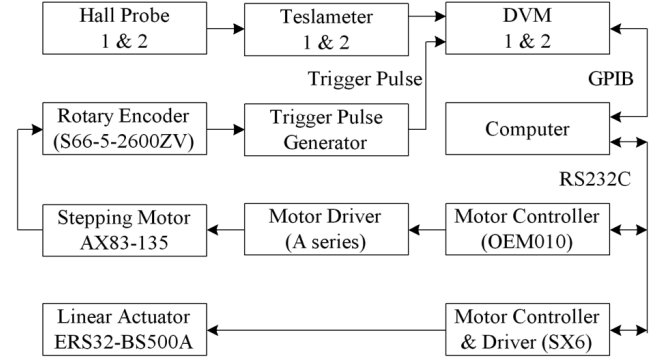 Hall Probe
1 & 2
Teslameter
1 & 2
DVM
1 & 2
Trigger Pulse
GPIB
Rotary Encoder
(S66-5-2600ZV)
Trigger Pulse
Generator
Computer
RS232C
Stepping Motor
AX83-135
Motor Driver
(A series)
Motor Controller
(OEM010)
Linear Actuator
ERS32-BS500A
Motor Controller
& Driver (SX6)